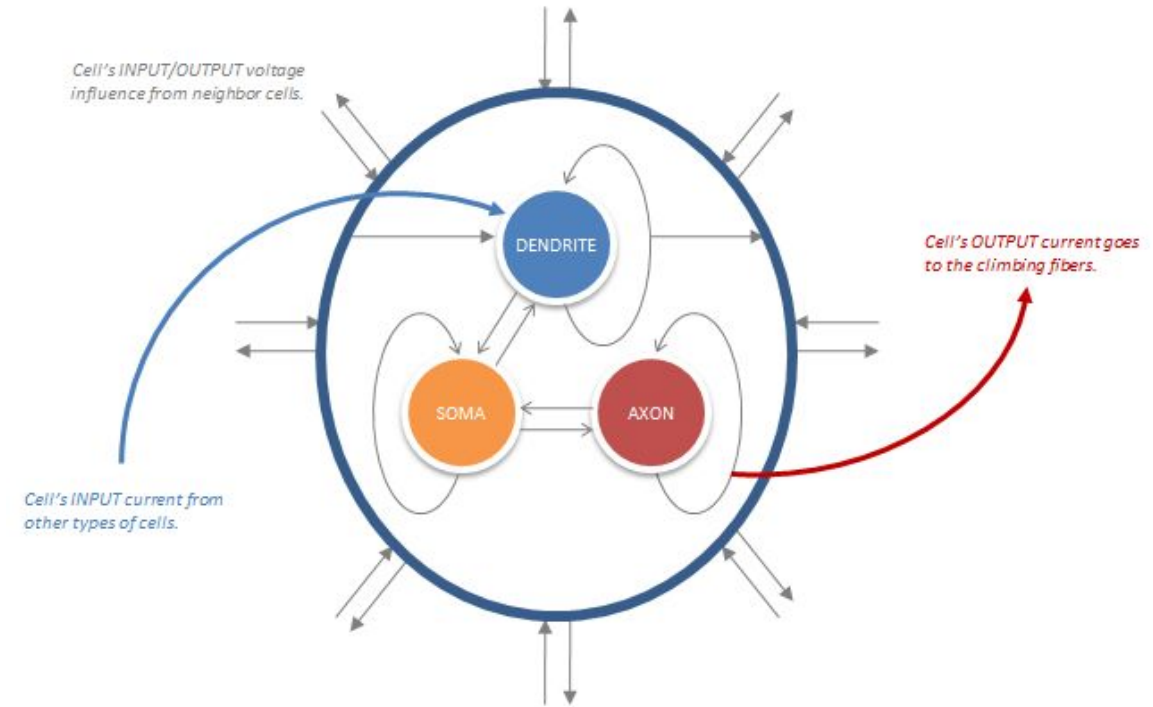 Cell's INPUT/OUTPUT voltage
influence from neighbor cells.
DENDRITE
Cell's OUTPUT current goes
to the climbing fibers.
SOMA
AXON
Cell's INPUT current from
other types of cells.